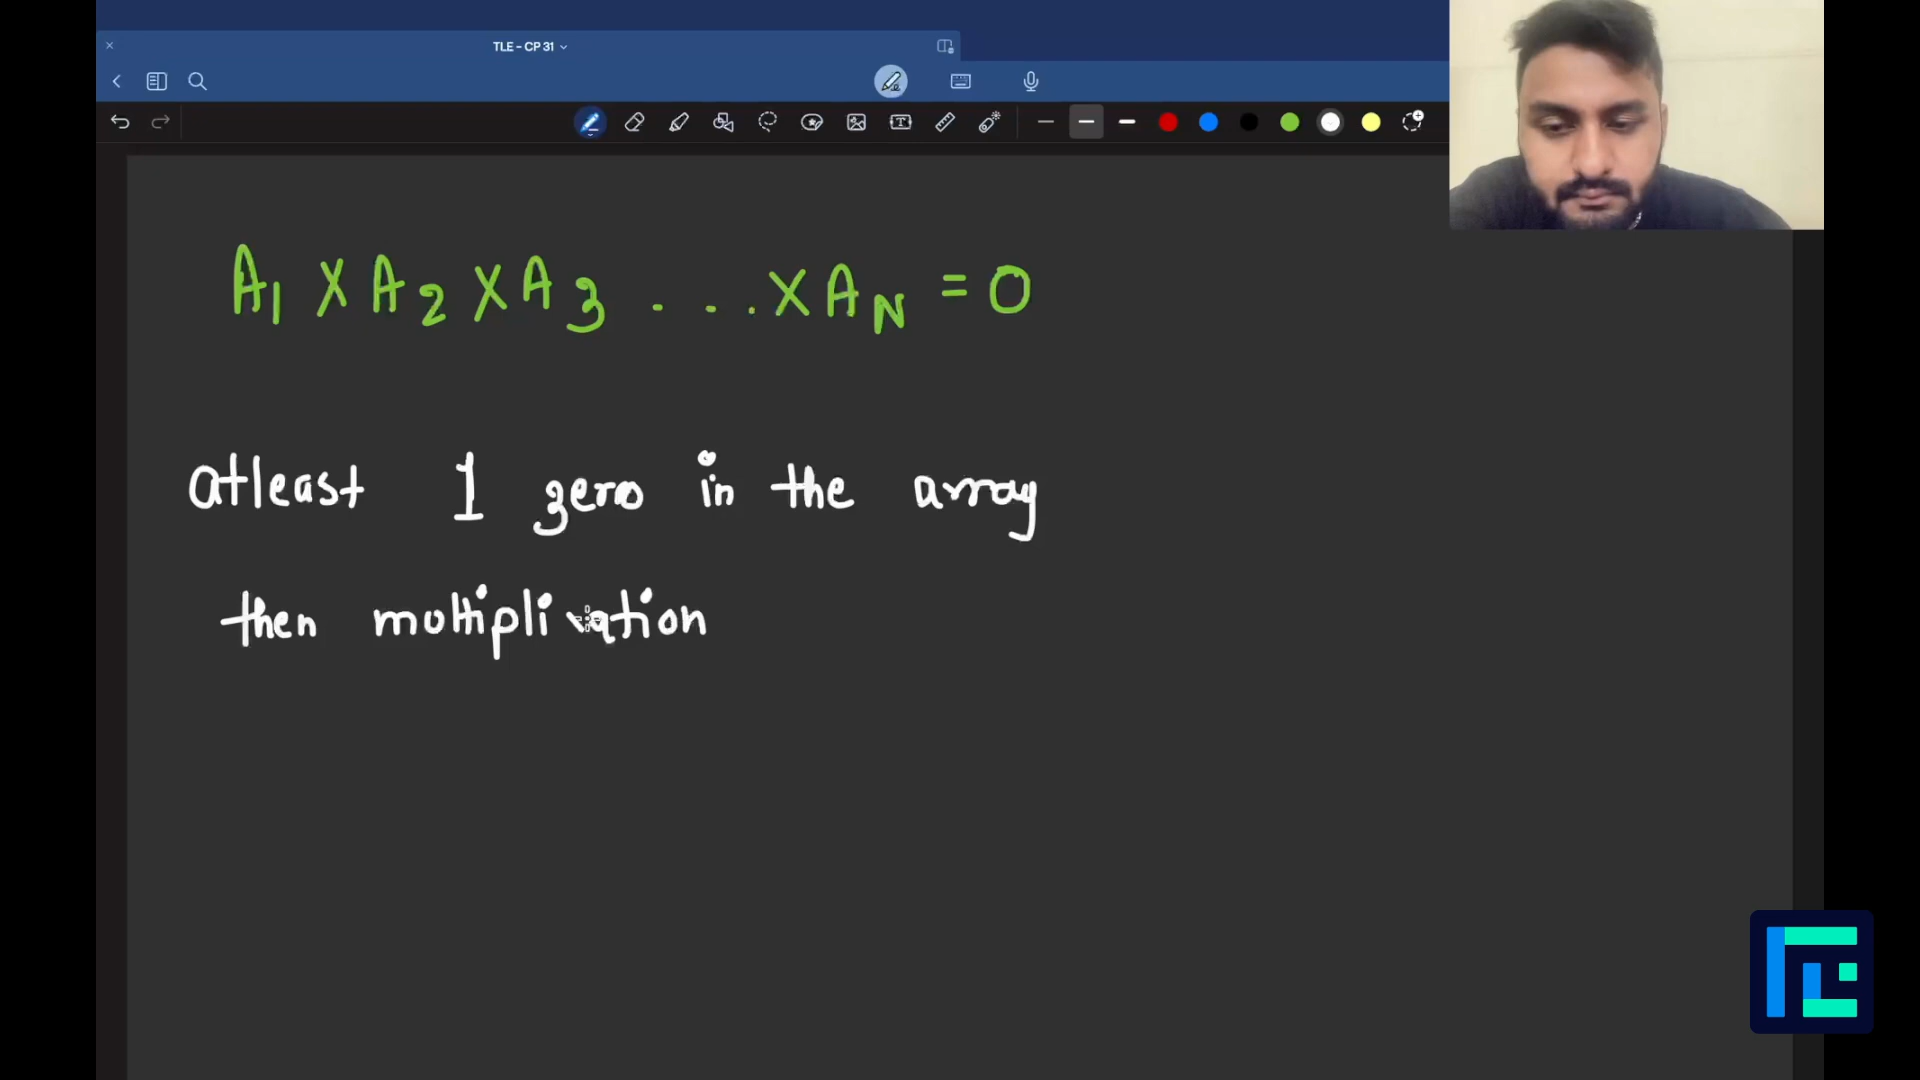 TLE - CP 31
A1 X A2 X A3 . . . . X AN = 0
Atleast 1 zero in the array
then multiplication